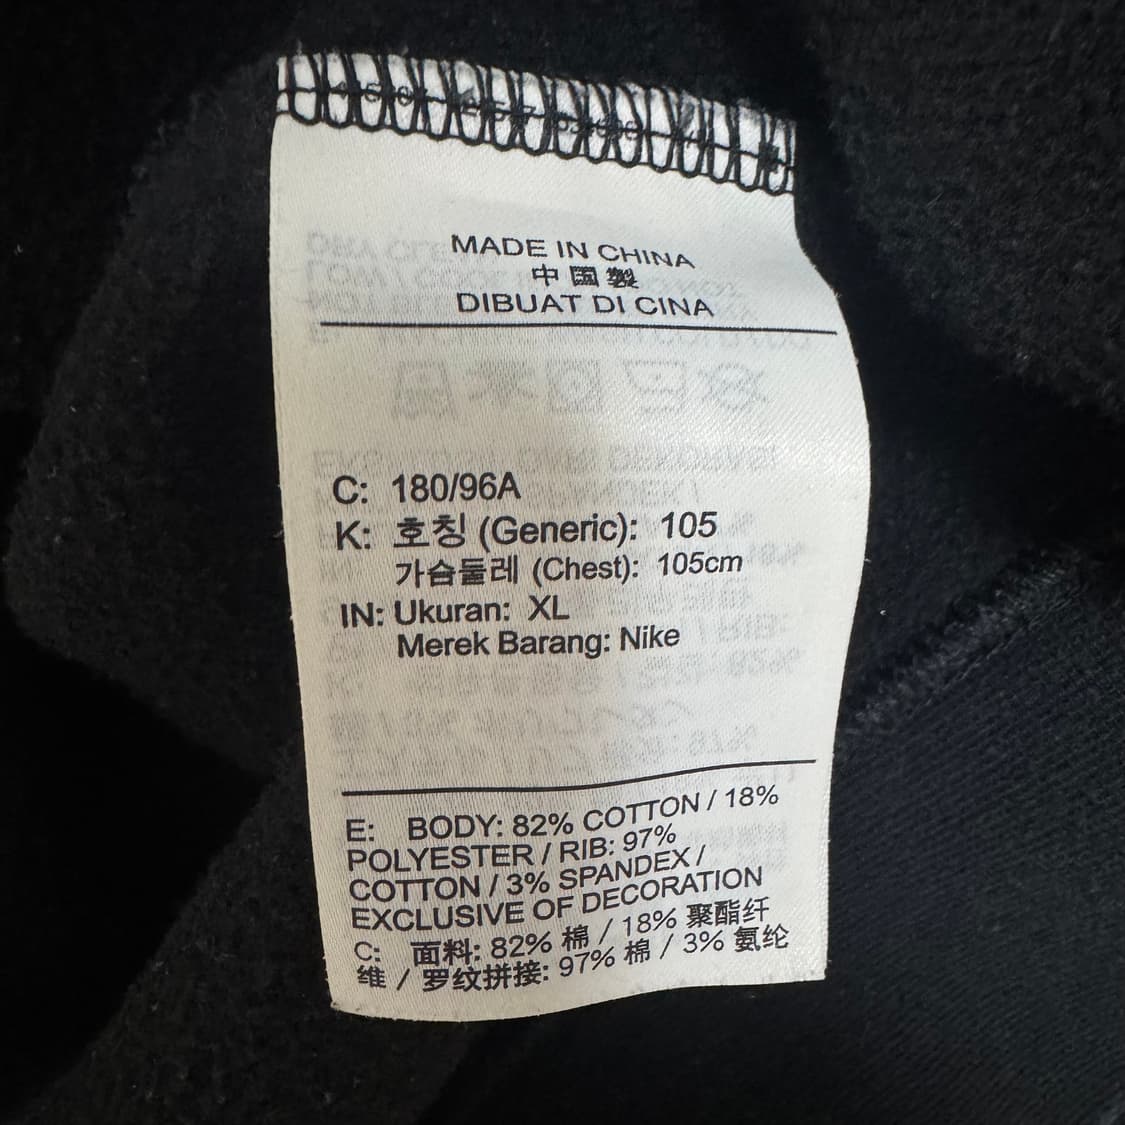 MADE IN CHINA
中國製
DIBUAT DI CINA
C: 180/96A
K: 호칭 (Generic): 105
가슴둘레 (Chest): 105cm
IN: Ukuran: XL
Merek Barang: Nike
E: BODY: 82% COTTON / 18%
POLYESTER / RIB: 97%
COTTON / 3% SPANDEX /
EXCLUSIVE OF DECORATION
C: 面料: 82% 棉 / 18% 聚酯纤
维 / 罗纹拼接: 97% 棉 / 3% 氨纶